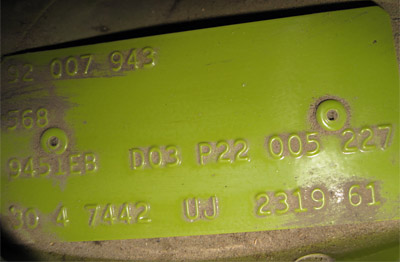 32 007 943
568
9451EB D03 P22 005 227
30 4 7442 UJ 2319 61